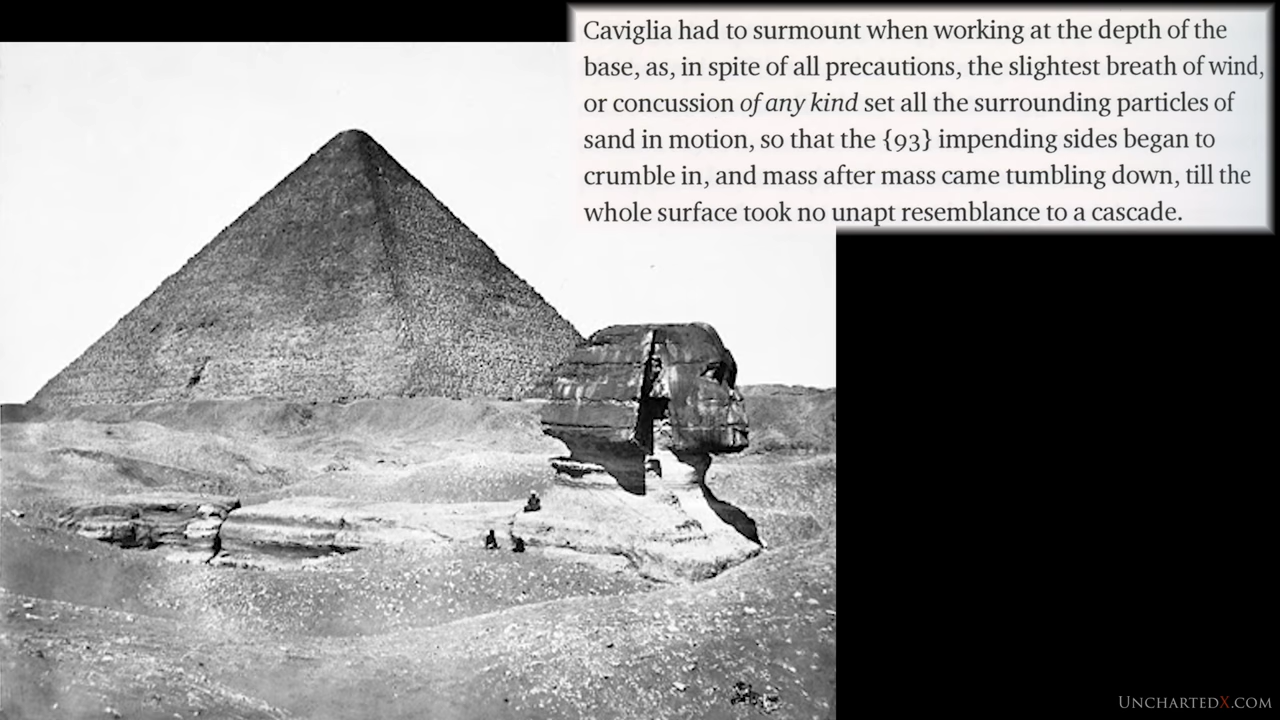 Caviglia had to surmount when working at the depth of the
base, as, in spite of all precautions, the slightest breath of wind,
or concussion of any kind set all the surrounding particles of
sand in motion, so that the {93} impending sides began to
crumble in, and mass after mass came tumbling down, till the
whole surface took no unapt resemblance to a cascade.
UnchartedX.com